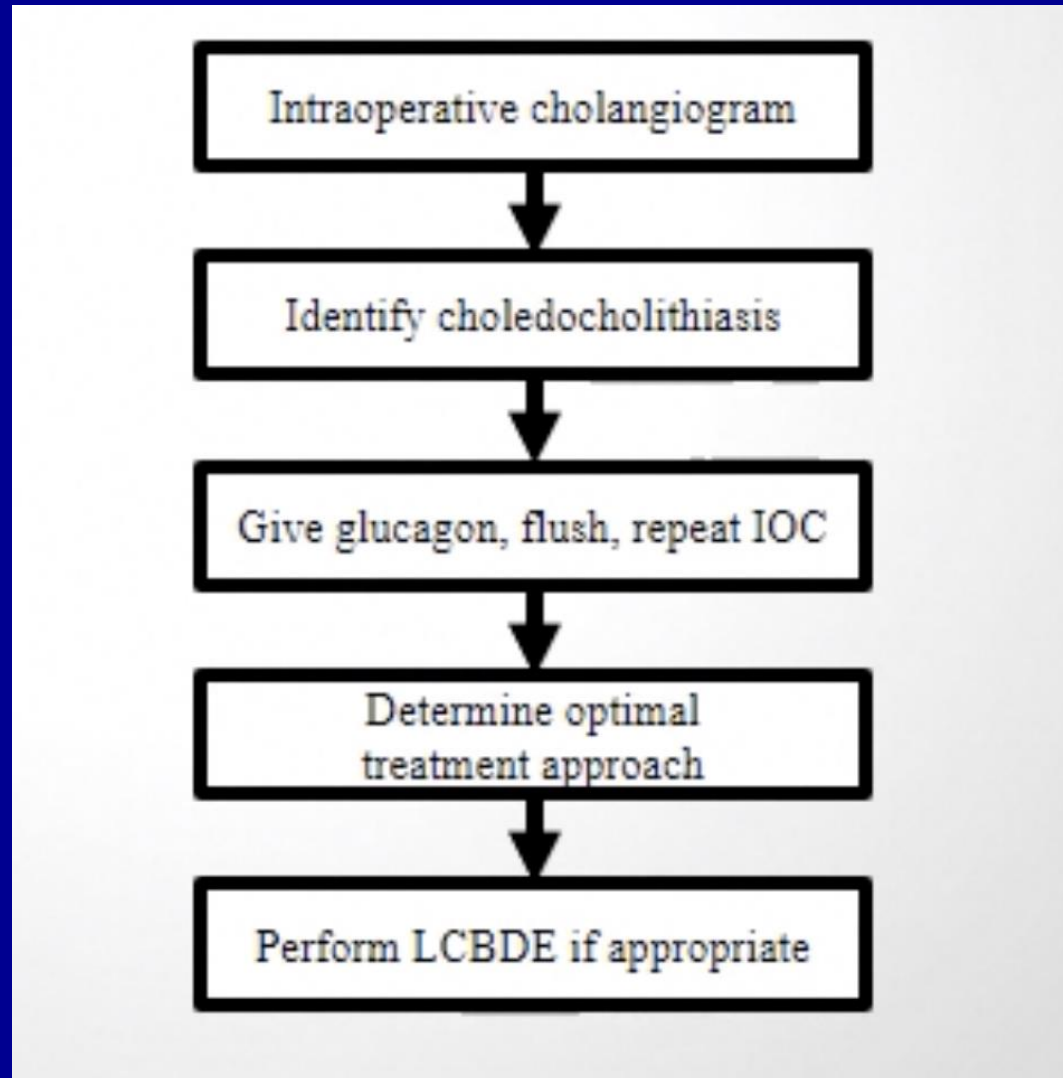 Intraoperative cholangiogram
Identify choledocholithiasis
Give glucagon, flush, repeat IOC
Determine optimal
treatment approach
Perform LCBDE if appropriate